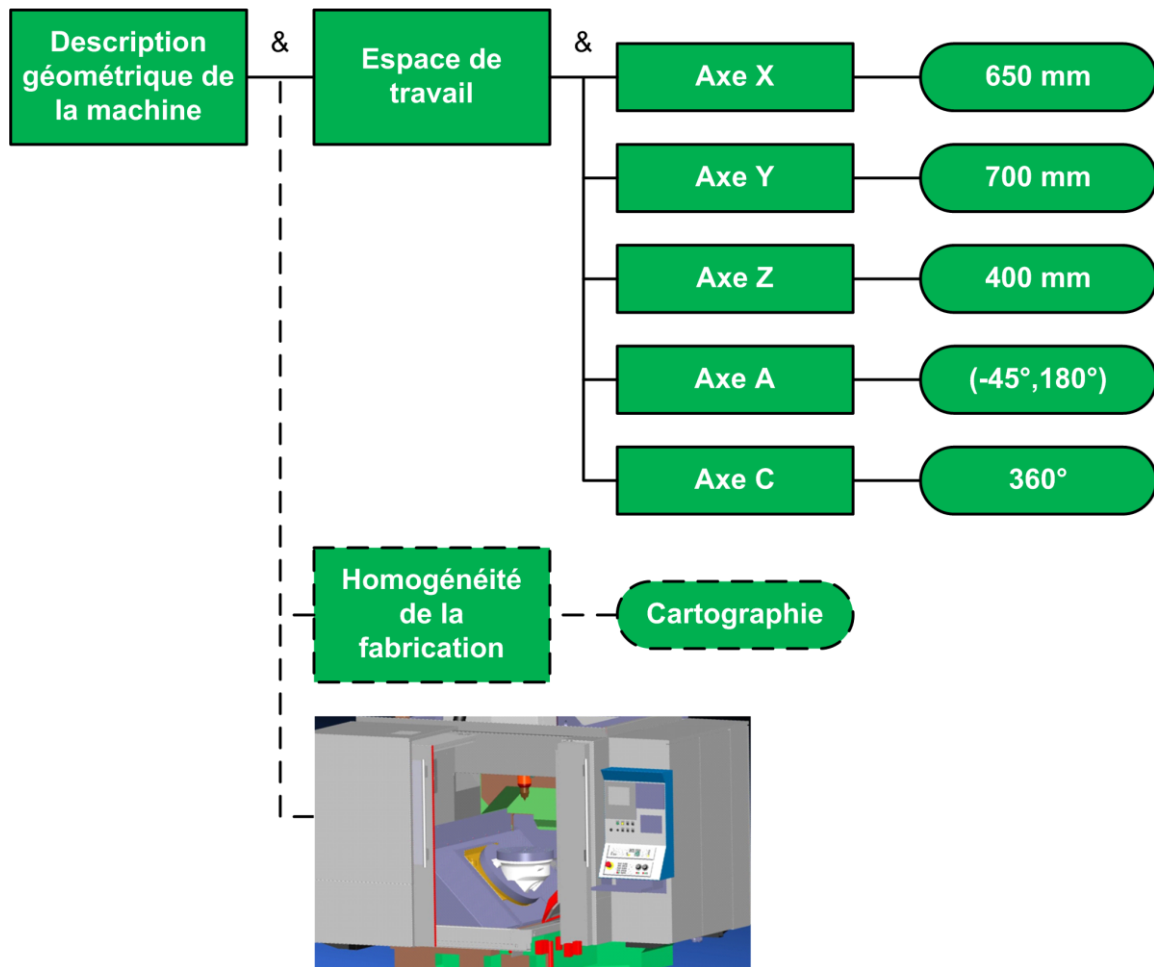 Description
géométrique de
la machine
&
Espace de
travail
&
Axe X
650 mm
Axe Y
700 mm
Axe Z
400 mm
Axe A
(-45°,180°)
Axe C
360°
Homogénéité
de la
fabrication
Cartographie